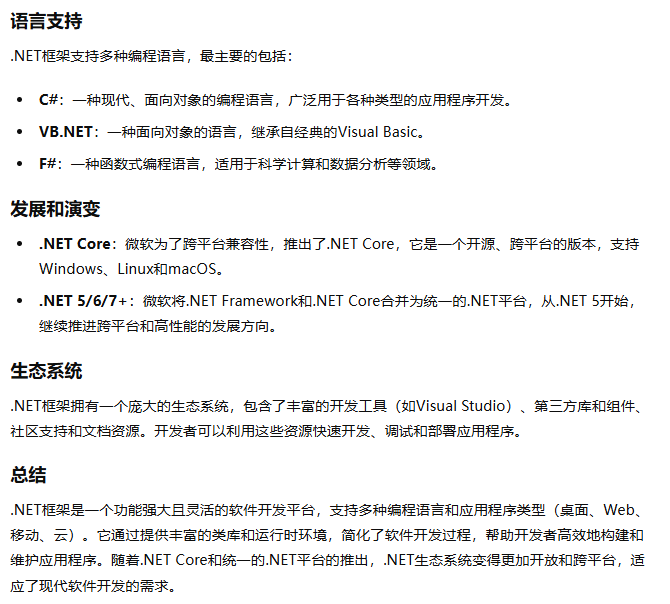 语言支持
.NET框架支持多种编程语言，最主要的包括：
• C#：一种现代、面向对象的编程语言，广泛用于各种类型的应用程序开发。
• VB.NET：一种面向对象的语言，继承自经典的Visual Basic。
• F#：一种函数式编程语言，适用于科学计算和数据分析等领域。
发展和演变
• .NET Core：微软为了跨平台兼容性，推出了.NET Core，它是一个开源、跨平台的版本，支持
Windows、Linux和macOS。
• .NET 5/6/7+：微软将.NET Framework和.NET Core合并为统一的.NET平台，从.NET 5开始，
继续推进跨平台和高性能的发展方向。
生态系统
.NET框架拥有一个庞大的生态系统，包含了丰富的开发工具（如Visual Studio）、第三方库和组件、
社区支持和文档资源。开发者可以利用这些资源快速开发、调试和部署应用程序。
总结
.NET框架是一个功能强大且灵活的软件开发平台，支持多种编程语言和应用程序类型（桌面、Web、
移动、云）。它通过提供丰富的类库和运行时环境，简化了软件开发过程，帮助开发者高效地构建和
维护应用程序。随着.NET Core和统一的.NET平台的推出，.NET生态系统变得更加开放和跨平台，适
应了现代软件开发的需求。